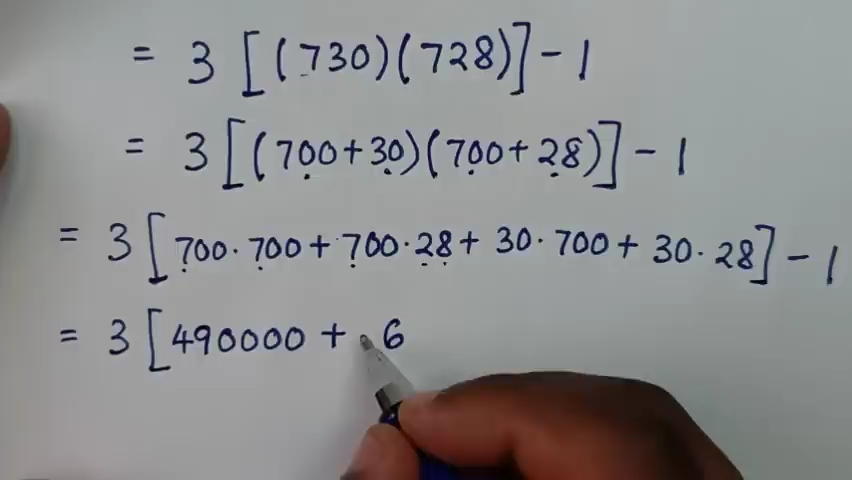 = 3 [(730)(728)] - 1
= 3 [(700+30)(700+28)] - 1
= 3 [700·700 + 700·28 + 30·700 + 30·28] - 1
= 3 [490000 + 6